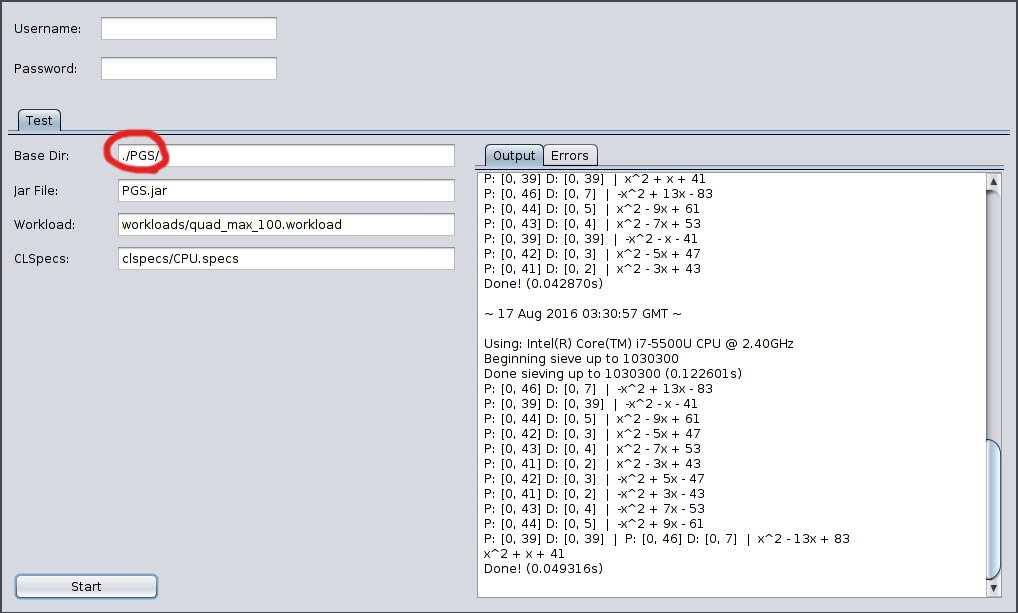 Username:
Password:
Test
Base Dir: ./PGS/
Jar File: PGS.jar
Workload: workloads/quad_max_100.workload
CLSpecs: clspecs/CPU.specs
Start
Output Errors
P: [0, 39] D: [0, 39] | x^2 + x + 41
P: [0, 46] D: [0, 7] | -x^2 + 13x - 83
P: [0, 44] D: [0, 5] | x^2 - 9x + 61
P: [0, 43] D: [0, 4] | x^2 - 7x + 53
P: [0, 39] D: [0, 39] | -x^2 - x - 41
P: [0, 42] D: [0, 3] | x^2 - 5x + 47
P: [0, 41] D: [0, 2] | x^2 - 3x + 43
Done! (0.042870s)
~ 17 Aug 2016 03:30:57 GMT ~
Using: Intel(R) Core(TM) i7-5500U CPU @ 2.40GHz
Beginning sieve up to 1030300
Done sieving up to 1030300 (0.122601s)
P: [0, 46] D: [0, 7] | -x^2 + 13x - 83
P: [0, 39] D: [0, 39] | -x^2 - x - 41
P: [0, 44] D: [0, 5] | x^2 - 9x + 61
P: [0, 42] D: [0, 3] | x^2 - 5x + 47
P: [0, 43] D: [0, 4] | x^2 - 7x + 53
P: [0, 41] D: [0, 2] | x^2 - 3x + 43
P: [0, 42] D: [0, 3] | -x^2 + 5x - 47
P: [0, 41] D: [0, 2] | -x^2 + 3x - 43
P: [0, 43] D: [0, 4] | -x^2 + 7x - 53
P: [0, 44] D: [0, 5] | -x^2 + 9x - 61
P: [0, 39] D: [0, 39] | P: [0, 46] D: [0, 7] | x^2 - 13x + 83
x^2 + x + 41
Done! (0.049316s)